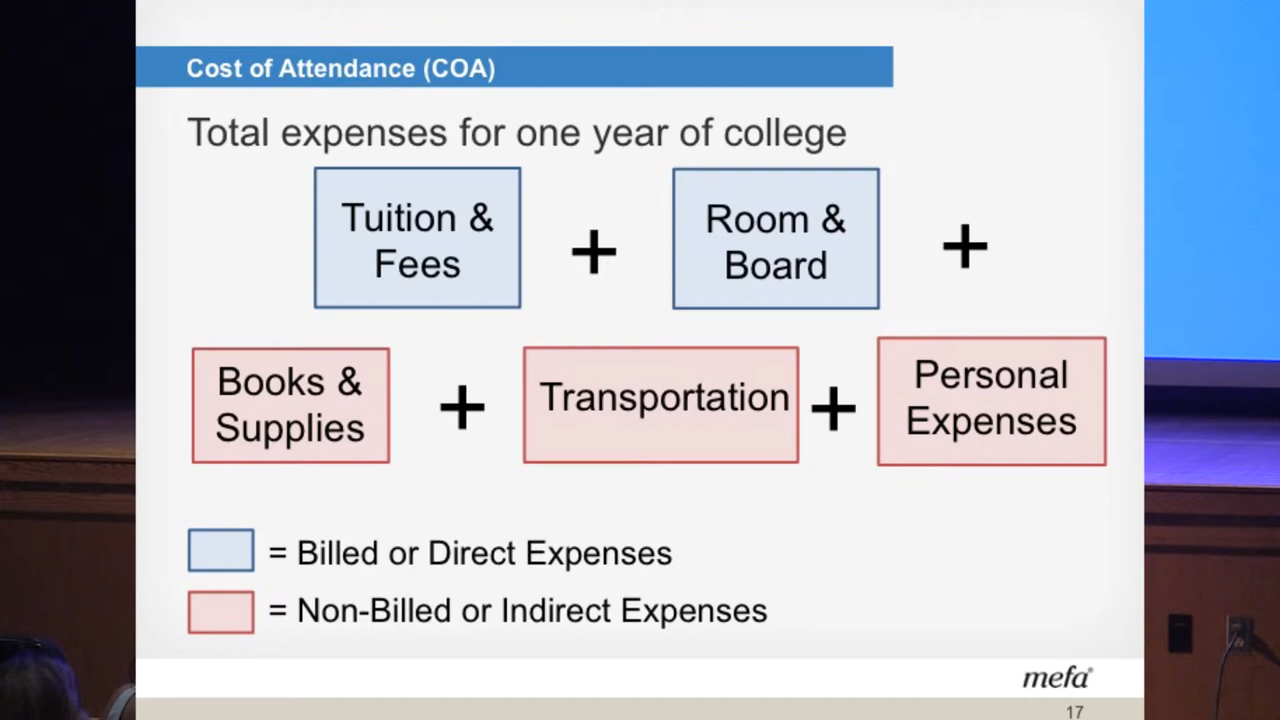 Cost of Attendance (COA)
Total expenses for one year of college
Tuition &
Fees
+
Room &
Board
+
Books &
Supplies
+
Transportation
+
Personal
Expenses
= Billed or Direct Expenses
= Non-Billed or Indirect Expenses
mefa®
17